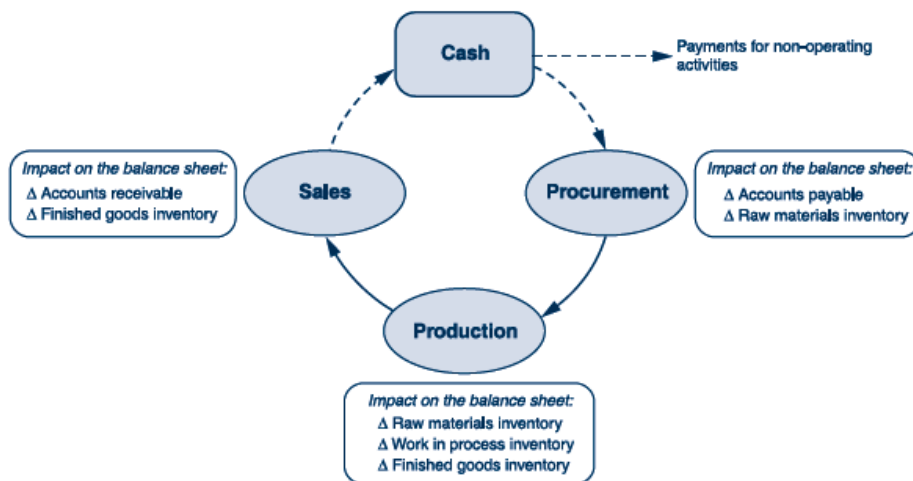 Cash
Payments for non-operating
activities
Impact on the balance sheet:
Δ Accounts receivable
Δ Finished goods inventory
Sales
Procurement
Impact on the balance sheet:
Δ Accounts payable
Δ Raw materials inventory
Production
Impact on the balance sheet:
Δ Raw materials inventory
Δ Work in process inventory
Δ Finished goods inventory